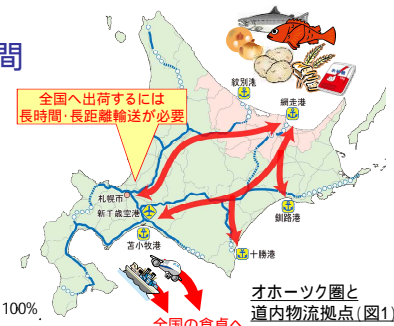 間
全国へ出荷するには
長時間・長距離輸送が必要
紋別港
網走港
札幌市
新千歳空港
苫小牧港
釧路港
十勝港
100%
全国の食卓へ
オホーツク圏と
道内物流拠点(図1)